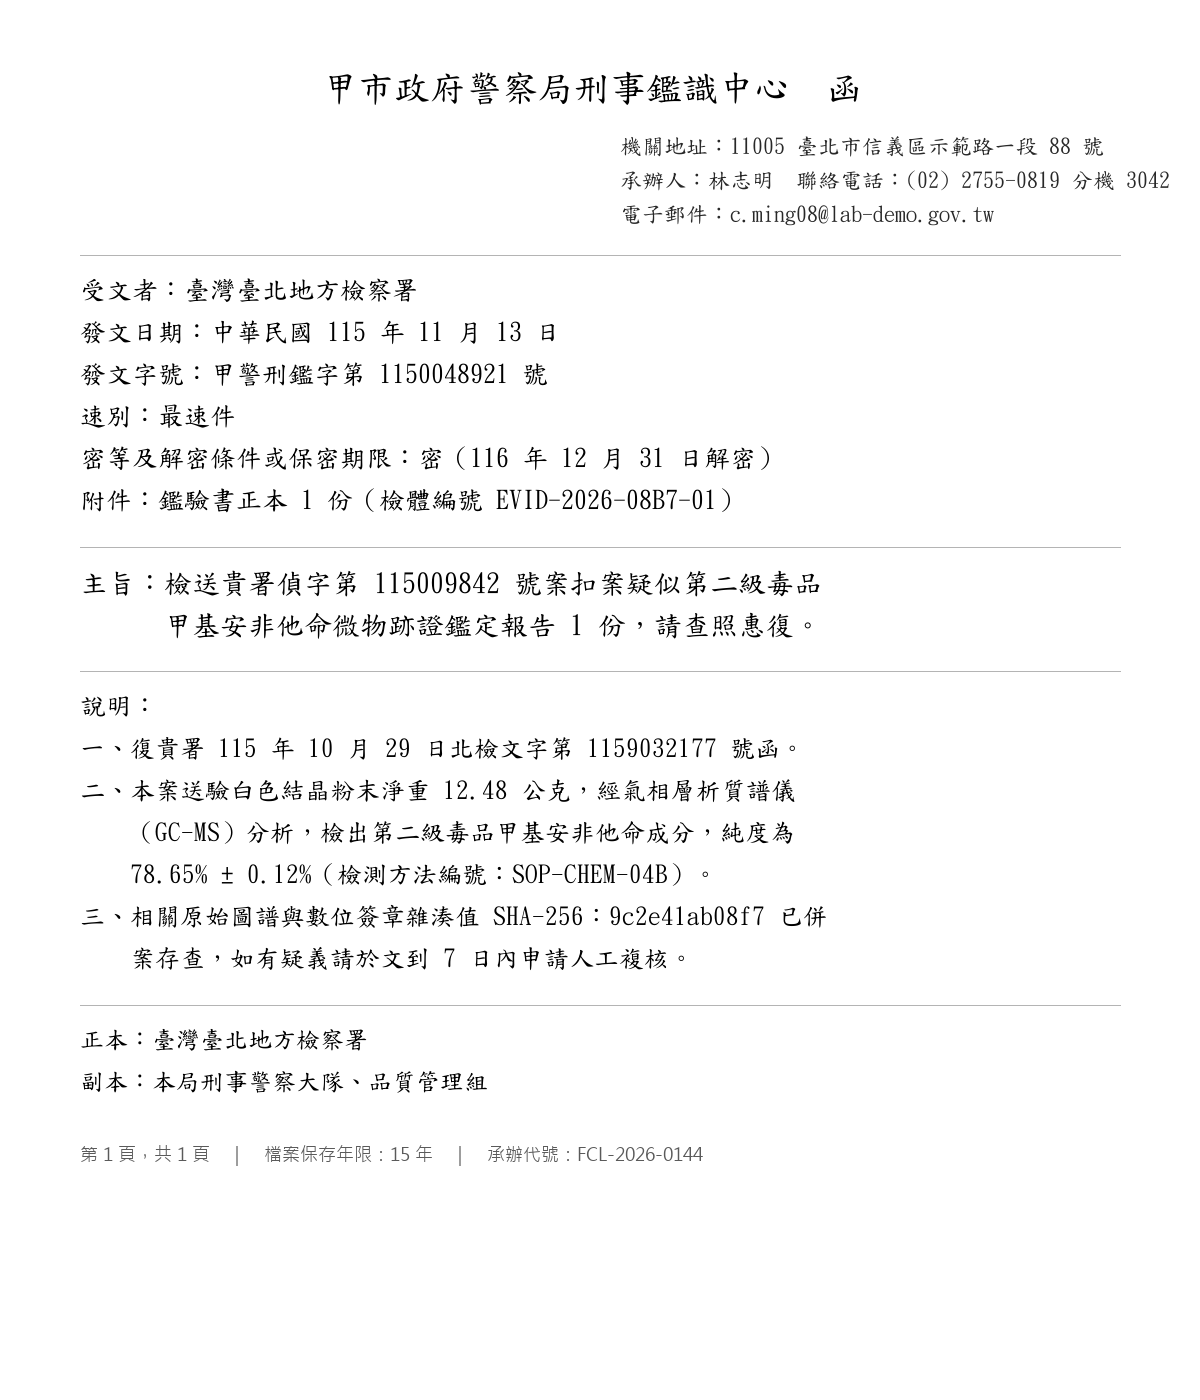 甲市政府警察局刑事鑑識中心　函
機關地址：11005 臺北市信義區示範路一段 88 號
承辦人：林志明　聯絡電話：(02) 2755-0819 分機 3042
電子郵件：c.ming08@lab-demo.gov.tw
受文者：臺灣臺北地方檢察署
發文日期：中華民國 115 年 11 月 13 日
發文字號：甲警刑鑑字第 1150048921 號
速別：最速件
密等及解密條件或保密期限：密（116 年 12 月 31 日解密）
附件：鑑驗書正本 1 份（檢體編號 EVID-2026-08B7-01）
主旨：檢送貴署偵字第 115009842 號案扣案疑似第二級毒品
甲基安非他命微物跡證鑑定報告 1 份，請查照惠復。
說明：
一、復貴署 115 年 10 月 29 日北檢文字第 1159032177 號函。
二、本案送驗白色結晶粉末淨重 12.48 公克，經氣相層析質譜儀
（GC-MS）分析，檢出第二級毒品甲基安非他命成分，純度為
78.65% ± 0.12%（檢測方法編號：SOP-CHEM-04B）。
三、相關原始圖譜與數位簽章雜湊值 SHA-256：9c2e41ab08f7 已併
案存查，如有疑義請於文到 7 日內申請人工複核。
正本：臺灣臺北地方檢察署
副本：本局刑事警察大隊、品質管理組
第 1 頁，共 1 頁　|　檔案保存年限：15 年　|　承辦代號：FCL-2026-0144